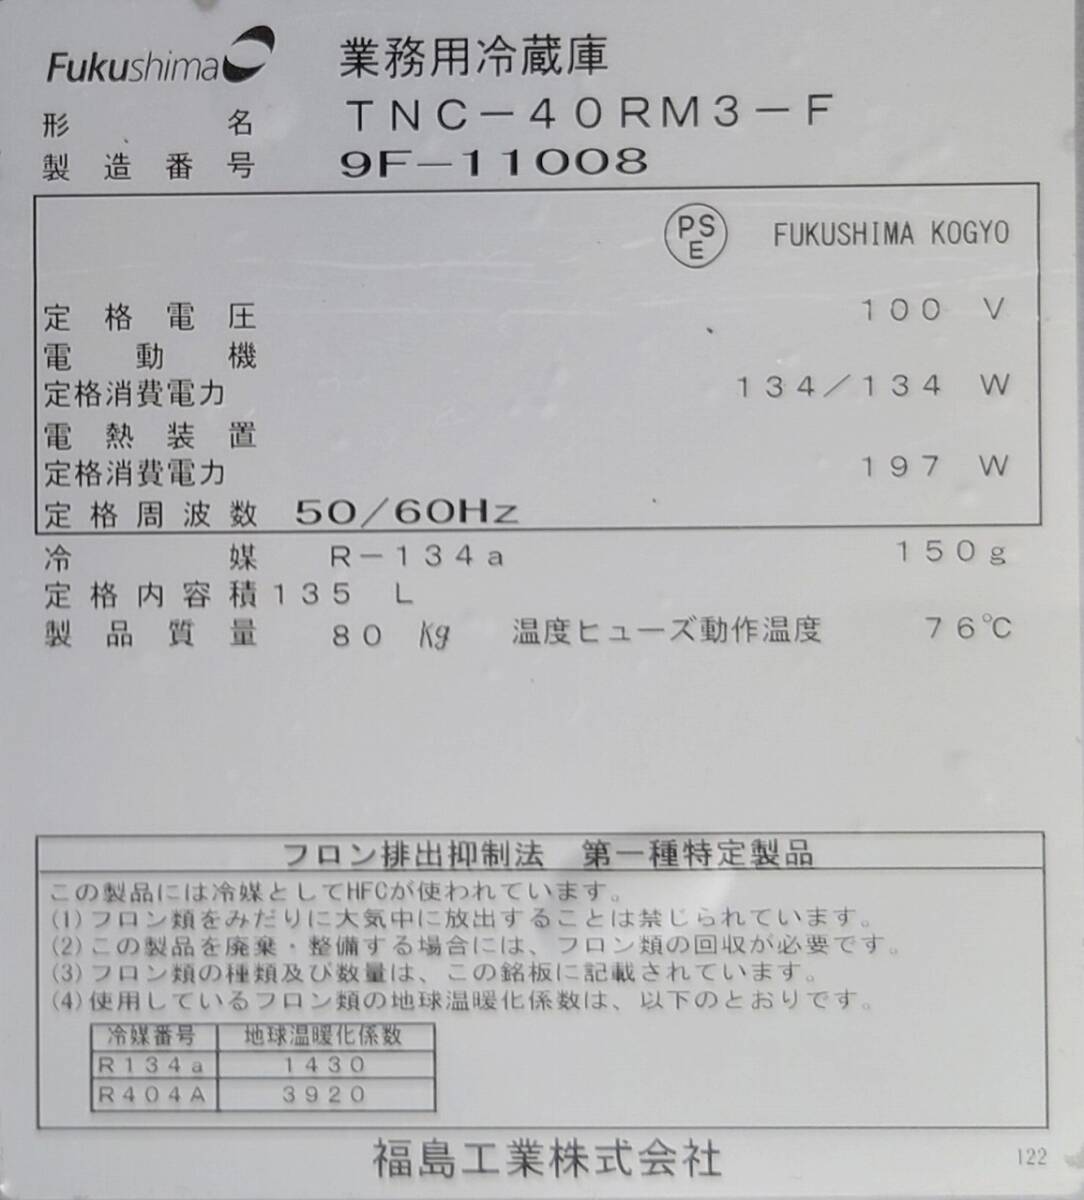 Fukushima 業務用冷蔵庫
形名 TNC-40RM3-F
製造番号 9F-11008
PSE FUKUSHIMA KOGYO
定格電圧 100 V
電動機
定格消費電力 134/134 W
電熱装置
定格消費電力 197 W
定格周波数 50/60Hz
冷媒 R-134a 150g
定格内容積 135 L
製品質量 80 Kg 温度ヒューズ動作温度 76℃
フロン排出抑制法 第一種特定製品
この製品には冷媒としてHFCが使われています。
(1)フロン類をみだりに大気中に放出することは禁じられています。
(2)この製品を廃棄・整備する場合には、フロン類の回収が必要です。
(3)フロン類の種類及び数量は、この銘板に記載されています。
(4)使用しているフロン類の地球温暖化係数は、以下のとおりです。
冷媒番号 地球温暖化係数
R134a 1430
R404A 3920
福島工業株式会社 122